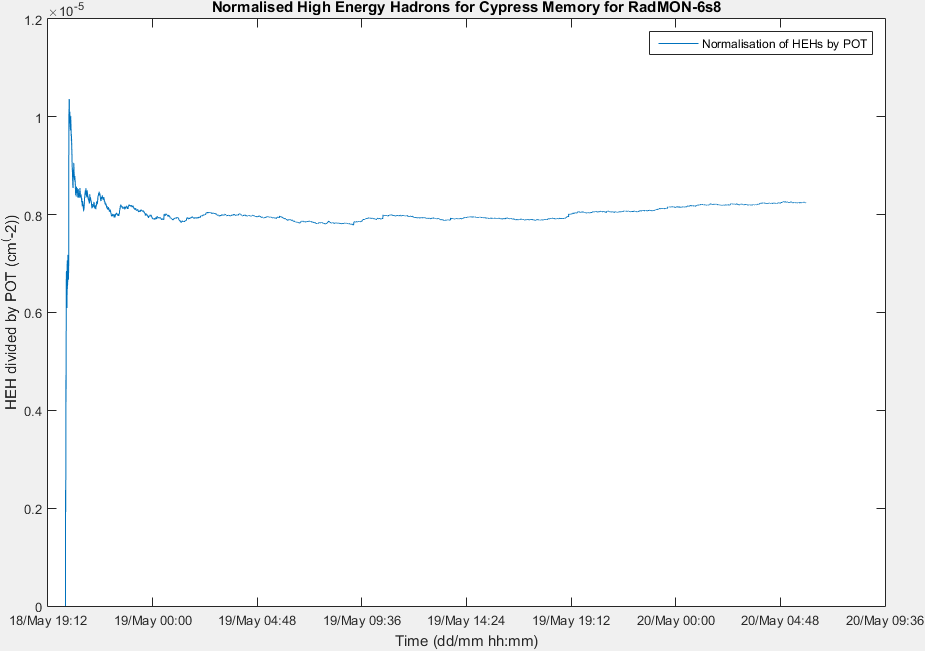 Normalised High Energy Hadrons for Cypress Memory for RadMON-6s8
×10^-5
Normalisation of HEHs by POT
1.2
1
0.8
0.6
0.4
0.2
0
HEH divided by POT (cm^(-2))
18/May 19:12 19/May 00:00 19/May 04:48 19/May 09:36 19/May 14:24 19/May 19:12 20/May 00:00 20/May 04:48 20/May 09:36
Time (dd/mm hh:mm)